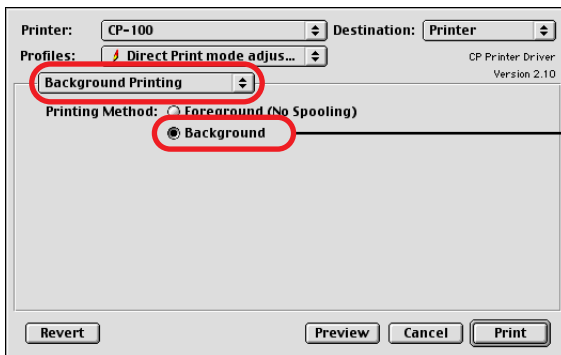 Printer: CP-100 Destination: Printer
Profiles: Direct Print mode adjus... CP Printer Driver
Version 2.10
Background Printing
Printing Method: Foreground (No Spooling)
Background
Revert Preview Cancel Print